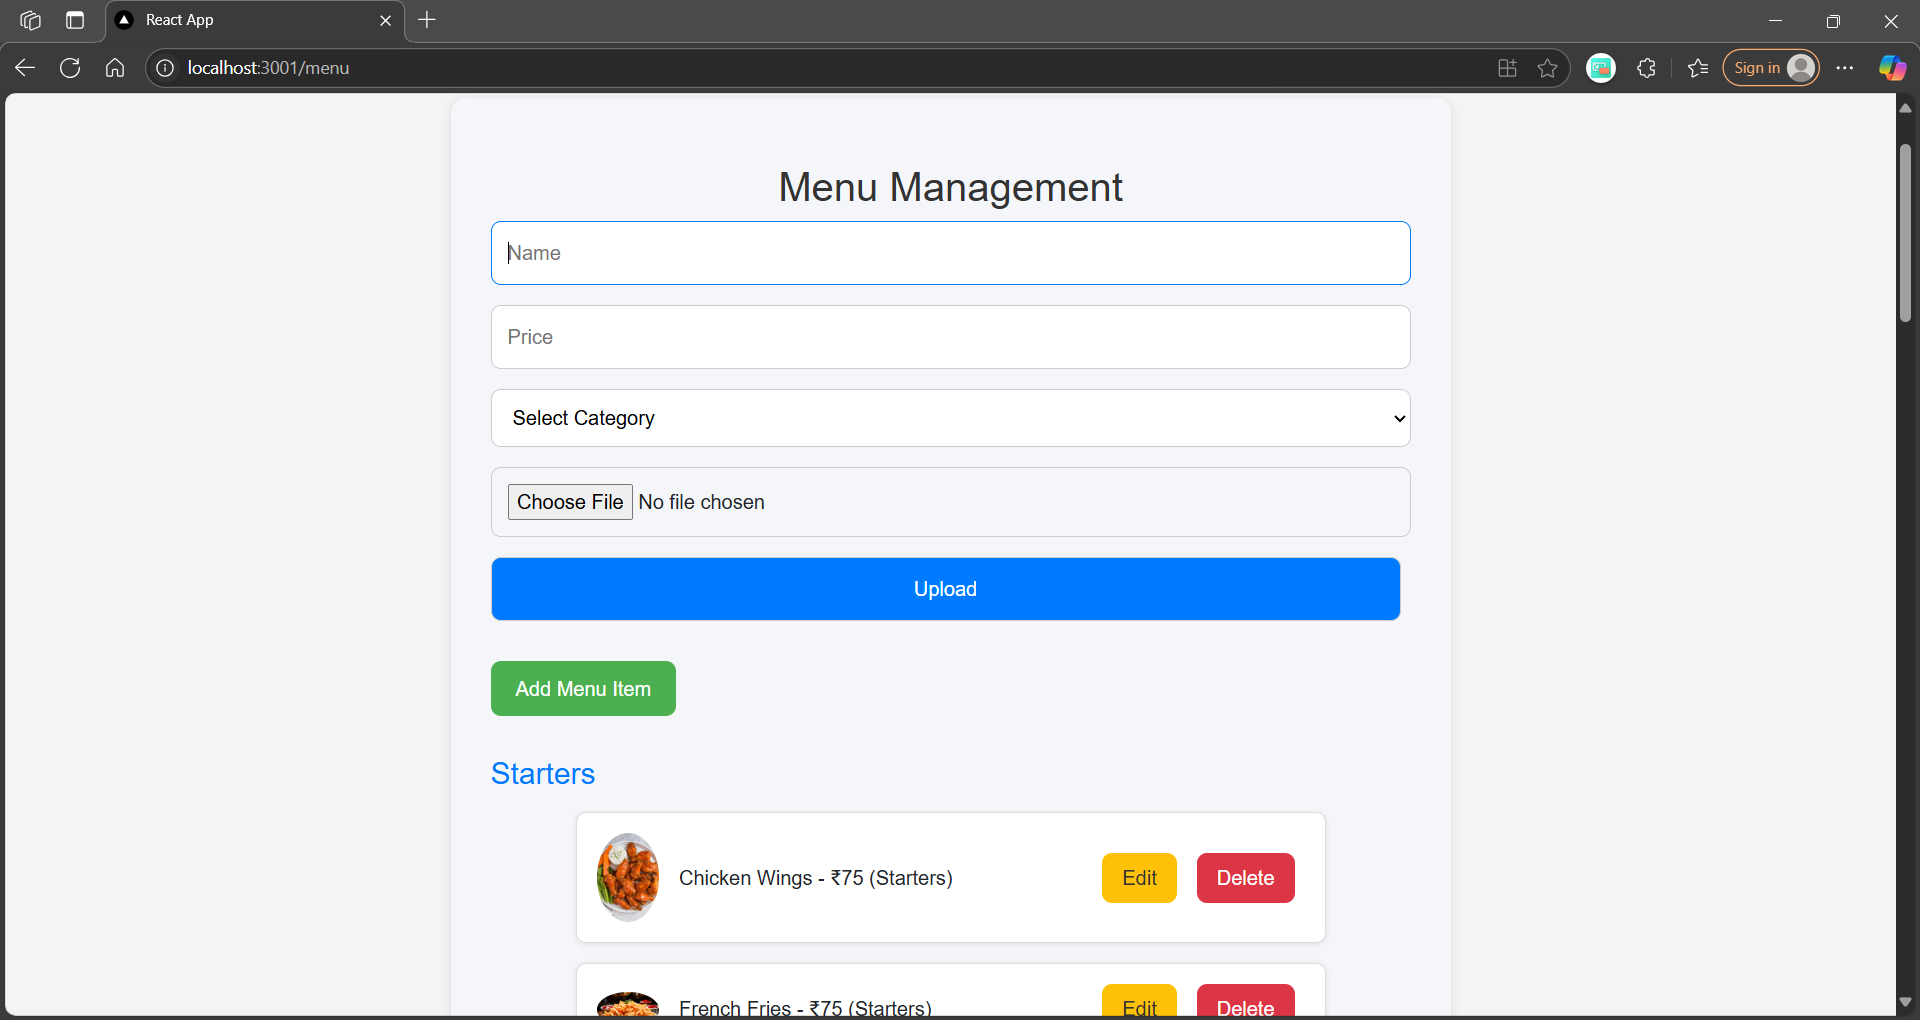 React App
localhost:3001/menu
Sign in
Menu Management
Name
Price
Select Category
Choose File No file chosen
Upload
Add Menu Item
Starters
Chicken Wings - ₹75 (Starters) Edit Delete
French Fries - ₹75 (Starters) Edit Delete